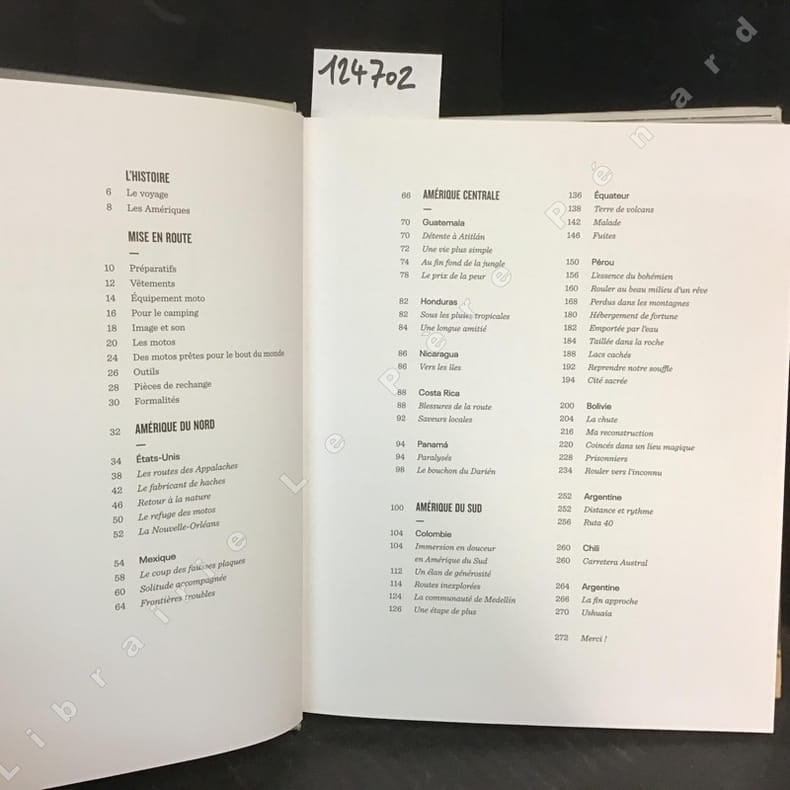 124702
L'HISTOIRE
6 Le voyage
8 Les Amériques
MISE EN ROUTE
10 Préparatifs
12 Vêtements
14 Équipement moto
16 Pour le camping
18 Image et son
20 Les motos
24 Des motos prêtes pour le bout du monde
26 Outils
28 Pièces de rechange
30 Formalités
32 AMÉRIQUE DU NORD
34 États-Unis
38 Les routes des Appalaches
42 Le fabricant de haches
46 Retour à la nature
50 Le refuge des motos
52 La Nouvelle-Orléans
54 Mexique
58 Le coup des fausses plaques
60 Solitude accompagnée
64 Frontières troubles
66 AMÉRIQUE CENTRALE
70 Guatemala
70 Détente à Atitlán
72 Une vie plus simple
74 Au fin fond de la jungle
78 Le prix de la peur
82 Honduras
82 Sous les pluies tropicales
84 Une longue amitié
86 Nicaragua
86 Vers les îles
88 Costa Rica
88 Blessures de la route
92 Saveurs locales
94 Panamá
94 Paralysés
98 Le bouchon du Darién
100 AMÉRIQUE DU SUD
104 Colombie
104 Immersion en douceur
en Amérique du Sud
112 Un élan de générosité
114 Routes inexplorées
124 La communauté de Medellín
126 Une étape de plus
136 Équateur
138 Terre de volcans
142 Malade
146 Fuites
150 Pérou
156 L'essence du bohémien
160 Rouler au beau milieu d'un rêve
168 Perdus dans les montagnes
180 Hébergement de fortune
182 Emportée par l'eau
184 Taillée dans la roche
188 Lacs cachés
192 Reprendre notre souffle
194 Cité sacrée
200 Bolivie
204 La chute
216 Ma reconstruction
220 Coincés dans un lieu magique
228 Prisonniers
234 Rouler vers l'inconnu
252 Argentine
252 Distance et rythme
256 Ruta 40
260 Chili
260 Carretera Austral
264 Argentine
266 La fin approche
270 Ushuaia
272 Merci !
Librairie Le Père Pénard